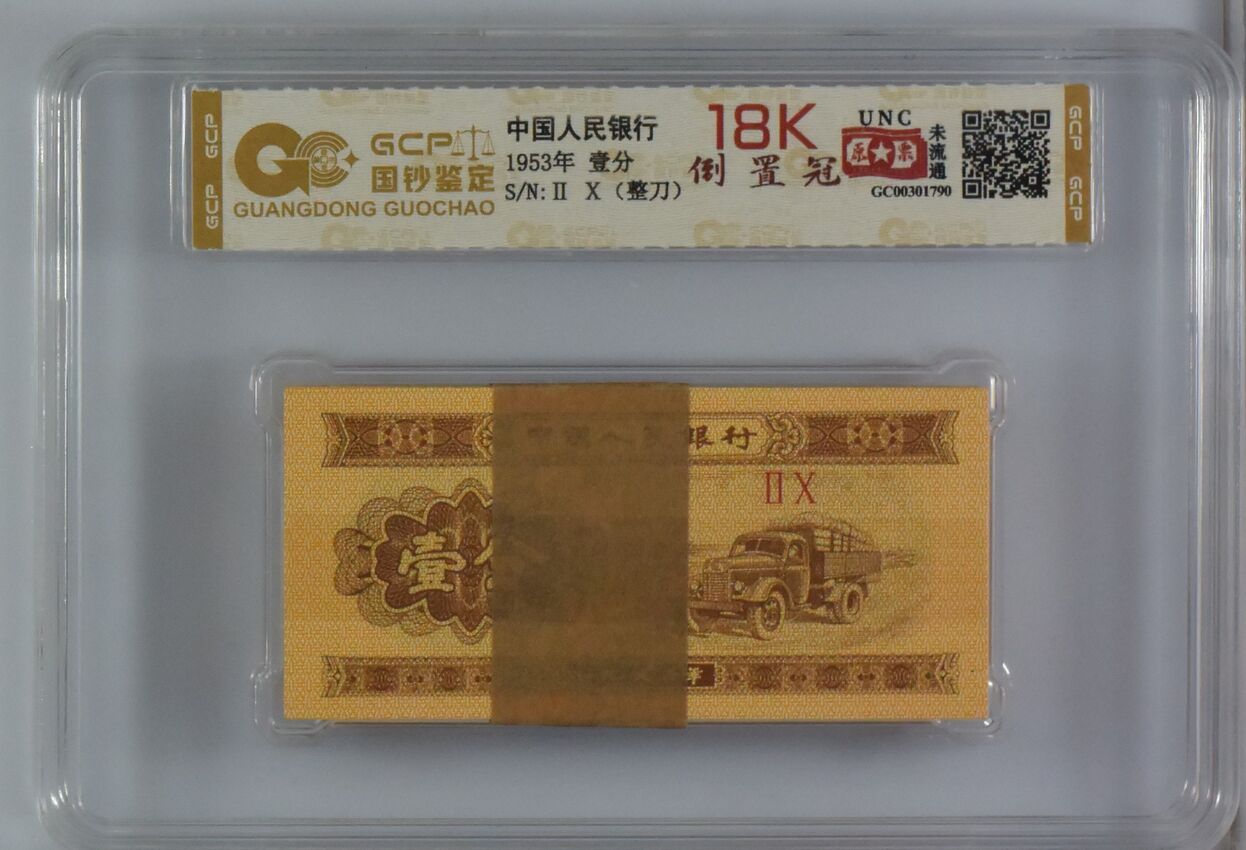 GCP
GCP
GCP
国钞鉴定
GUANGDONG GUOCHAO
中国人民银行
1953年 壹分
S/N: Ⅱ Ⅹ (整刀)
18K
倒置冠
UNC
原票
未流通
GC00301790
GCP
GCP
银行
ⅡⅩ
壹